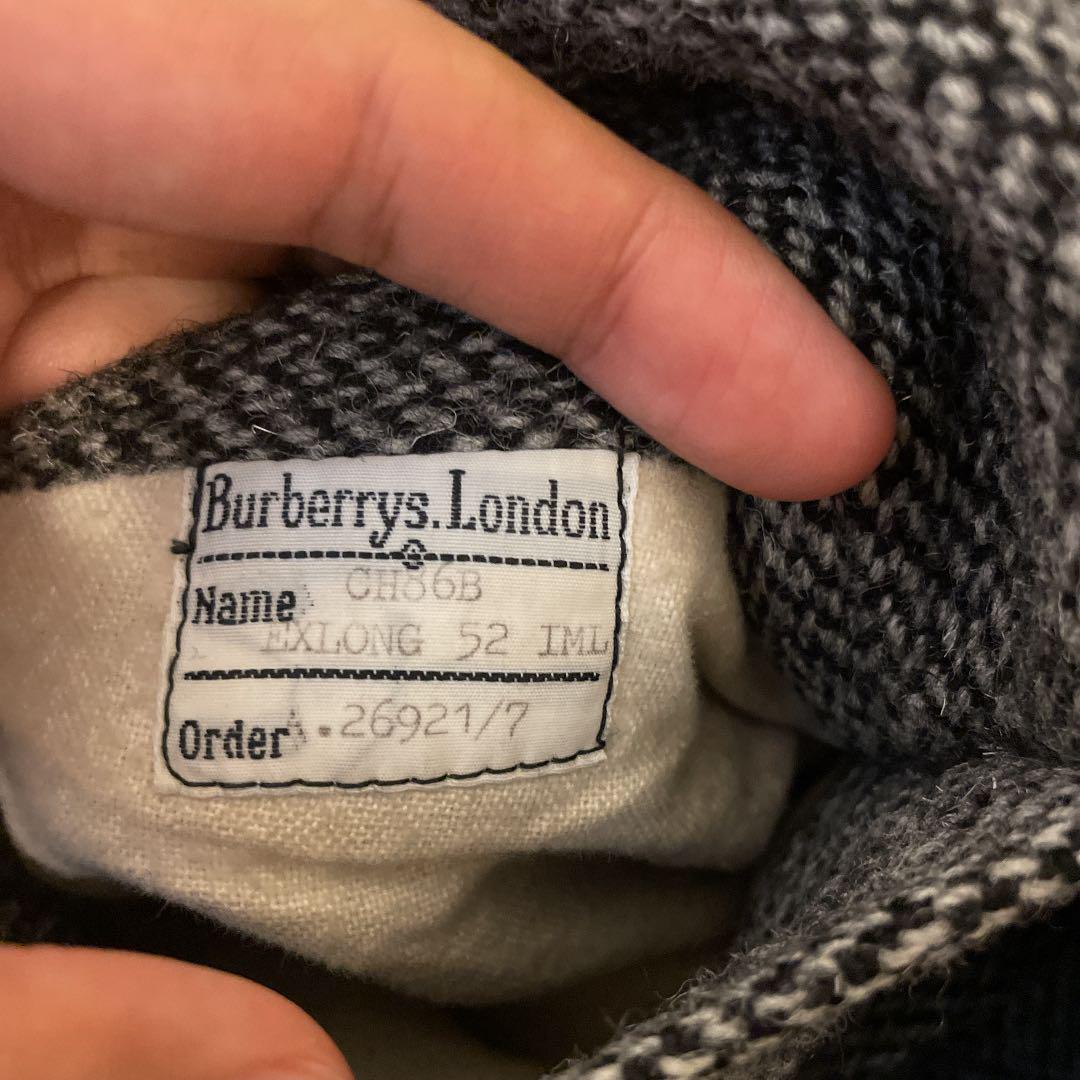 Burberrys. London
Name CH86B
EXLONG 52 IML
Order A.26921/7